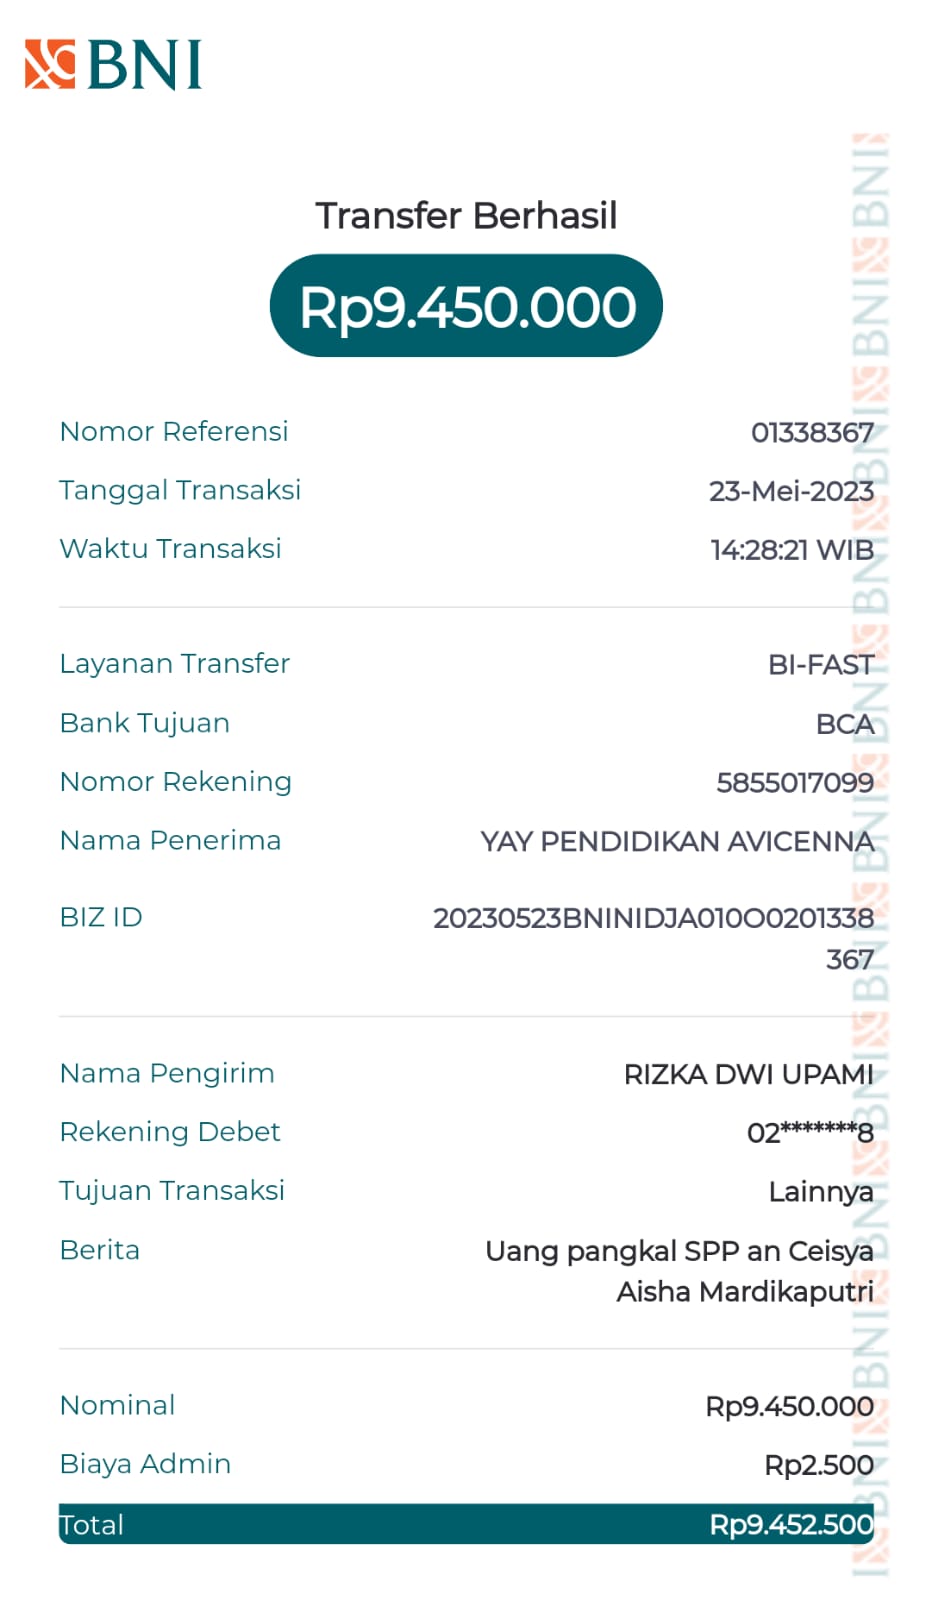 BNI
Transfer Berhasil
Rp9.450.000
Nomor Referensi 01338367
Tanggal Transaksi 23-Mei-2023
Waktu Transaksi 14:28:21 WIB
Layanan Transfer BI-FAST
Bank Tujuan BCA
Nomor Rekening 5855017099
Nama Penerima YAY PENDIDIKAN AVICENNA
BIZ ID 20230523BNINIDJA010O0201338
367
Nama Pengirim RIZKA DWI UPAMI
Rekening Debet 02*******8
Tujuan Transaksi Lainnya
Berita Uang pangkal SPP an Ceisya
Aisha Mardikaputri
Nominal Rp9.450.000
Biaya Admin Rp2.500
Total Rp9.452.500
BNI BNI BNI BNI BNI BNI BNI BNI BNI BNI BNI